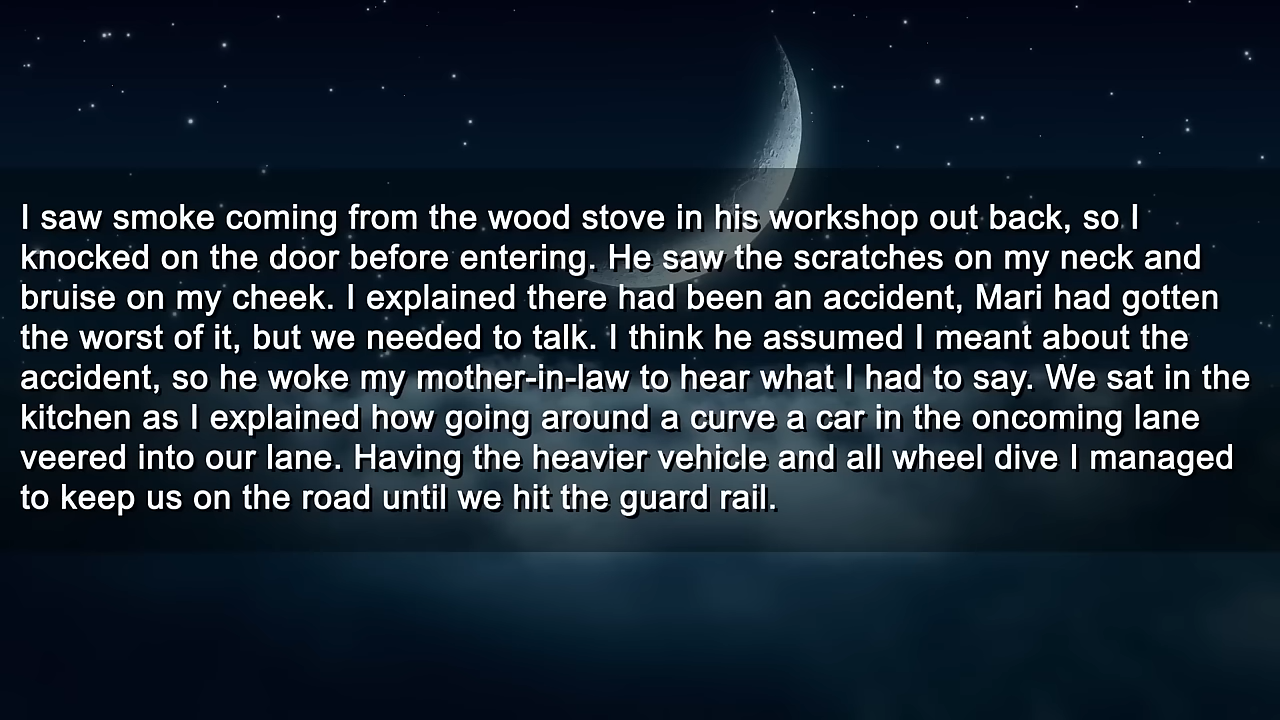 I saw smoke coming from the wood stove in his workshop out back, so I
knocked on the door before entering. He saw the scratches on my neck and
bruise on my cheek. I explained there had been an accident, Mari had gotten
the worst of it, but we needed to talk. I think he assumed I meant about the
accident, so he woke my mother-in-law to hear what I had to say. We sat in the
kitchen as I explained how going around a curve a car in the oncoming lane
veered into our lane. Having the heavier vehicle and all wheel dive I managed
to keep us on the road until we hit the guard rail.